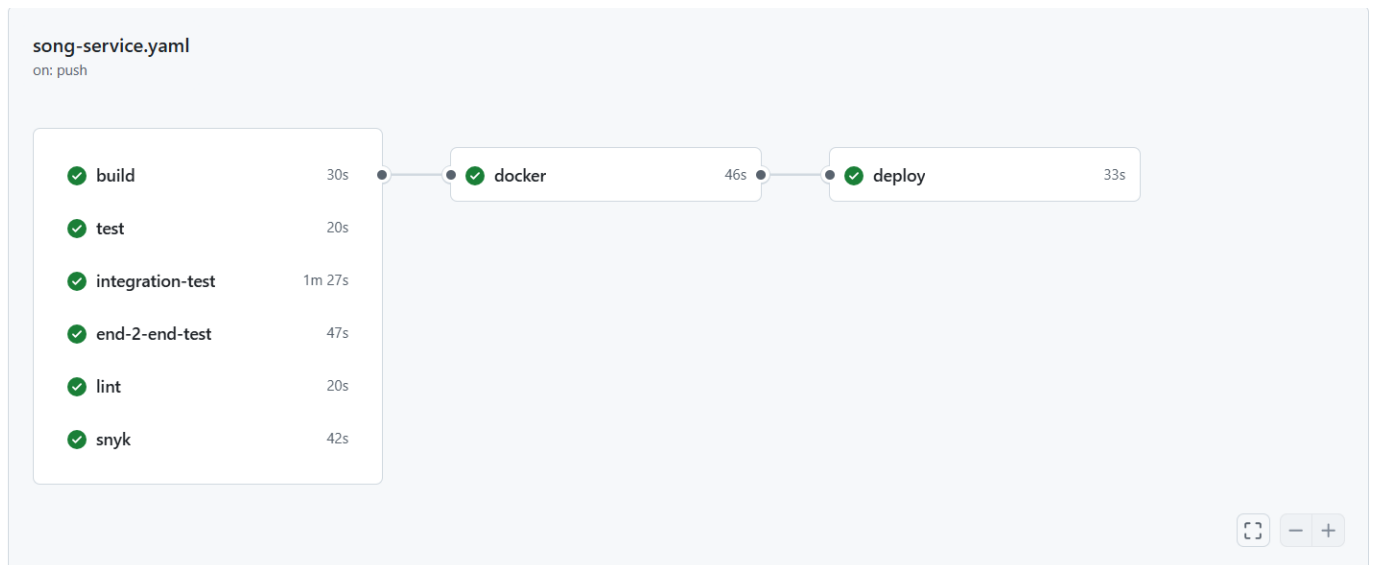 song-service.yaml
on: push
build 30s
docker 46s
deploy 33s
test 20s
integration-test 1m 27s
end-2-end-test 47s
lint 20s
snyk 42s